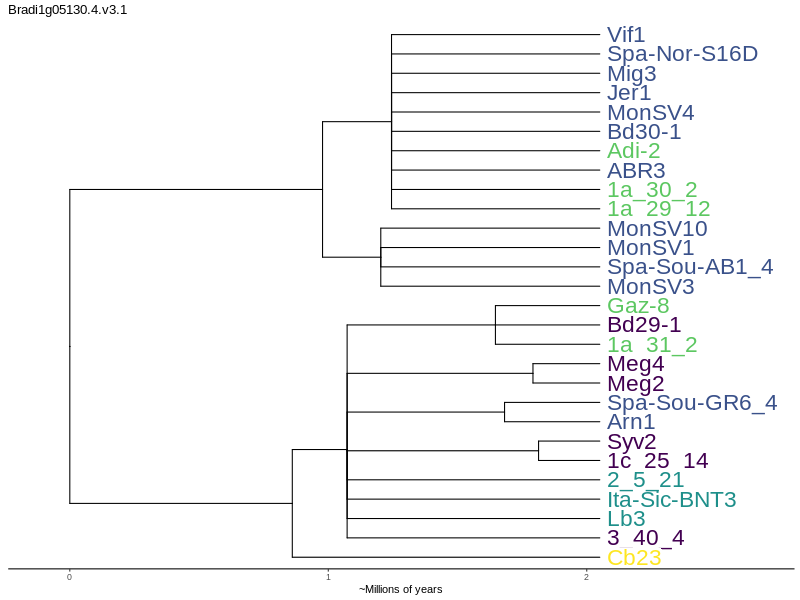 Bradi1g05130.4.v3.1
Vif1
Spa-Nor-S16D
Mig3
Jer1
MonSV4
Bd30-1
Adi-2
ABR3
1a_30_2
1a_29_12
MonSV10
MonSV1
Spa-Sou-AB1_4
MonSV3
Gaz-8
Bd29-1
1a_31_2
Meg4
Meg2
Spa-Sou-GR6_4
Arn1
Syv2
1c_25_14
2_5_21
Ita-Sic-BNT3
Lb3
3_40_4
Cb23
0 1 2
~Millions of years